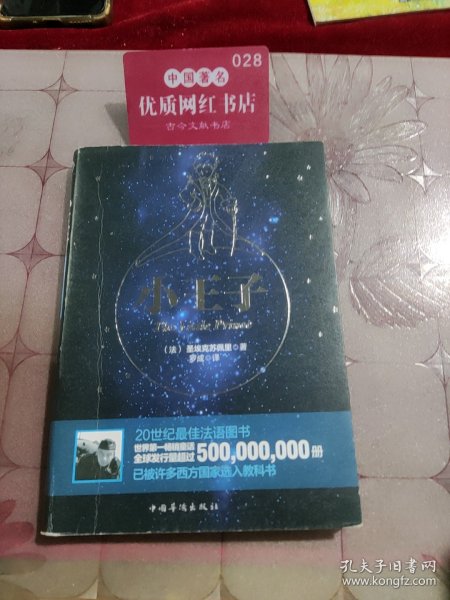 028
中国著名
优质网红书店
古今文献书店
小王子
The Little Prince
（法）圣埃克苏佩里◎著
罗成◎译
20世纪最佳法语图书
世界第一畅销童话
全球发行量超过500,000,000册
已被许多西方国家选入教科书
中国华侨出版社
孔夫子旧书网
www.kongfz.com